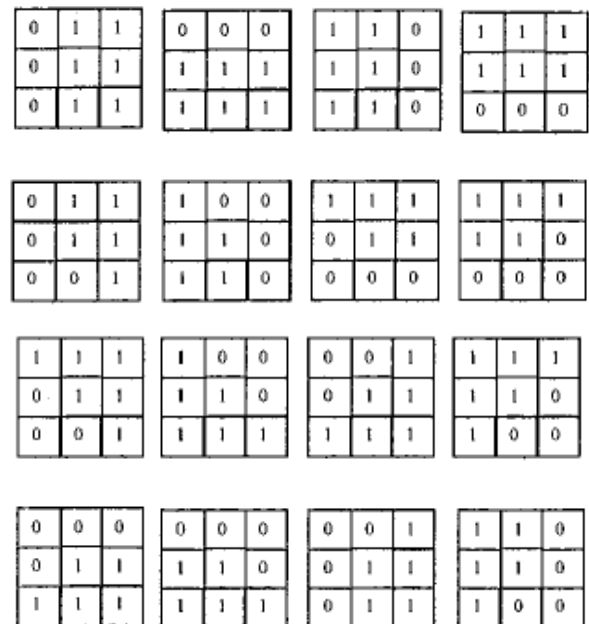 0 1 1 0 0 0 1 1 0 1 1 1
0 1 1 1 1 1 1 1 0 1 1 1
0 1 1 1 1 1 1 1 0 0 0 0
0 1 1 1 0 0 1 1 1 1 1 1
0 1 1 1 1 0 0 1 1 1 1 0
0 0 1 1 1 0 0 0 0 0 0 0
1 1 1 1 0 0 0 0 1 1 1 1
0 1 1 1 1 0 0 1 1 1 1 0
0 0 1 1 1 1 1 1 1 1 0 0
0 0 0 0 0 0 0 0 1 1 1 0
0 1 1 1 1 0 0 1 1 1 1 0
1 1 1 1 1 1 0 1 1 1 0 0